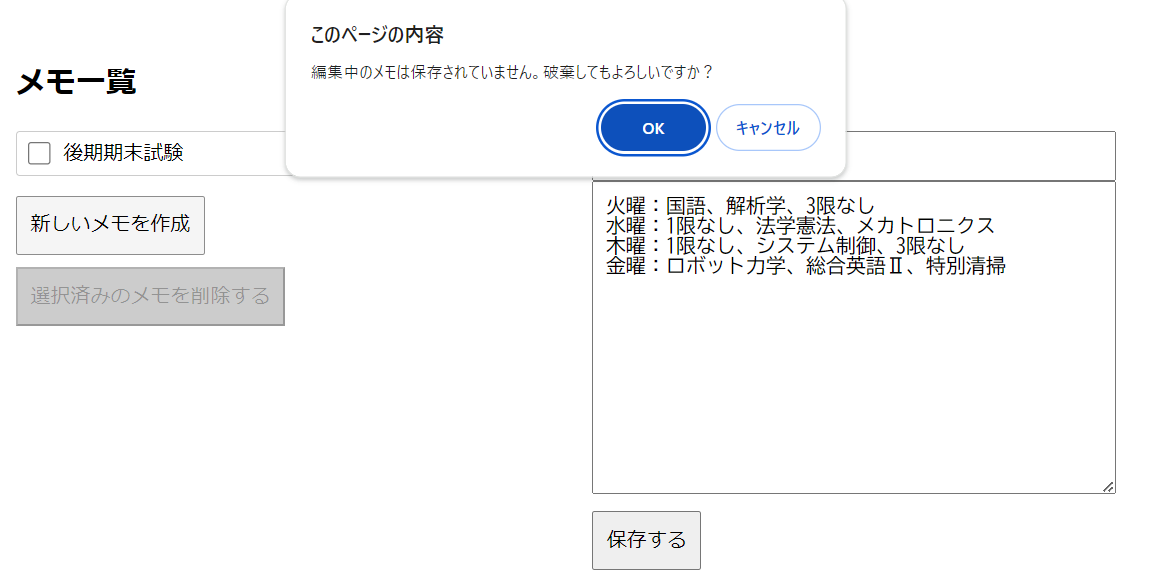 このページの内容
編集中のメモは保存されていません。破棄してもよろしいですか？
OK
キャンセル
メモ一覧
後期期末試験
新しいメモを作成
選択済みのメモを削除する
火曜：国語、解析学、3限なし
水曜：1限なし、法学憲法、メカトロニクス
木曜：1限なし、システム制御、3限なし
金曜：ロボット力学、総合英語Ⅱ、特別清掃
保存する